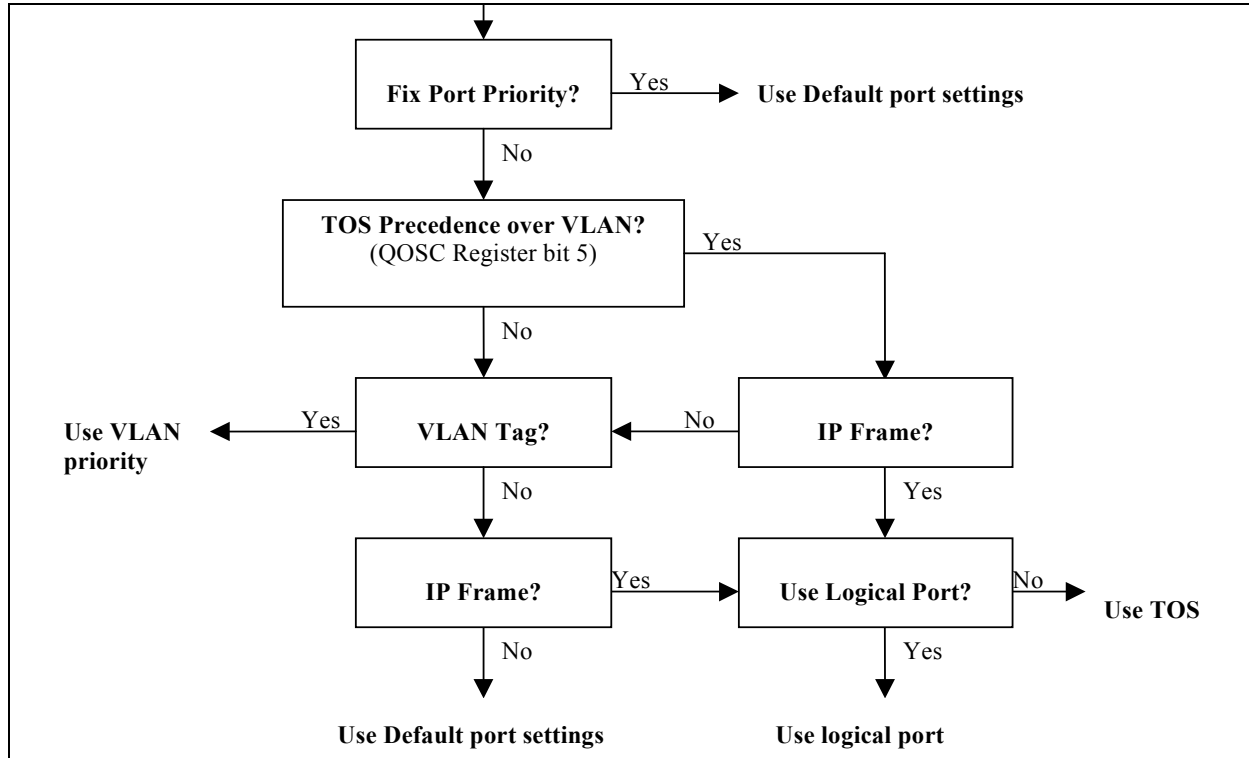 Fix Port Priority?
Yes
Use Default port settings
No
TOS Precedence over VLAN?
(QOSC Register bit 5)
Yes
No
Use VLAN
priority
Yes
VLAN Tag?
No
IP Frame?
No
Yes
IP Frame?
Yes
Use Logical Port?
No
Use TOS
No
Yes
Use Default port settings
Use logical port